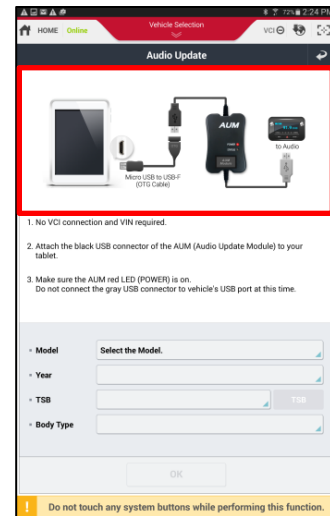 72% 2:24 PM
HOME Online
Vehicle Selection
VCI
Audio Update
AUM
to Audio
Micro USB to USB-F
(OTG Cable)
1. No VCI connection and VIN required.
2. Attach the black USB connector of the AUM (Audio Update Module) to your
tablet.
3. Make sure the AUM red LED (POWER) is on.
Do not connect the gray USB connector to vehicle's USB port at this time.
• Model
Select the Model.
• Year
• TSB
TSB
• Body Type
OK
! Do not touch any system buttons while performing this function.